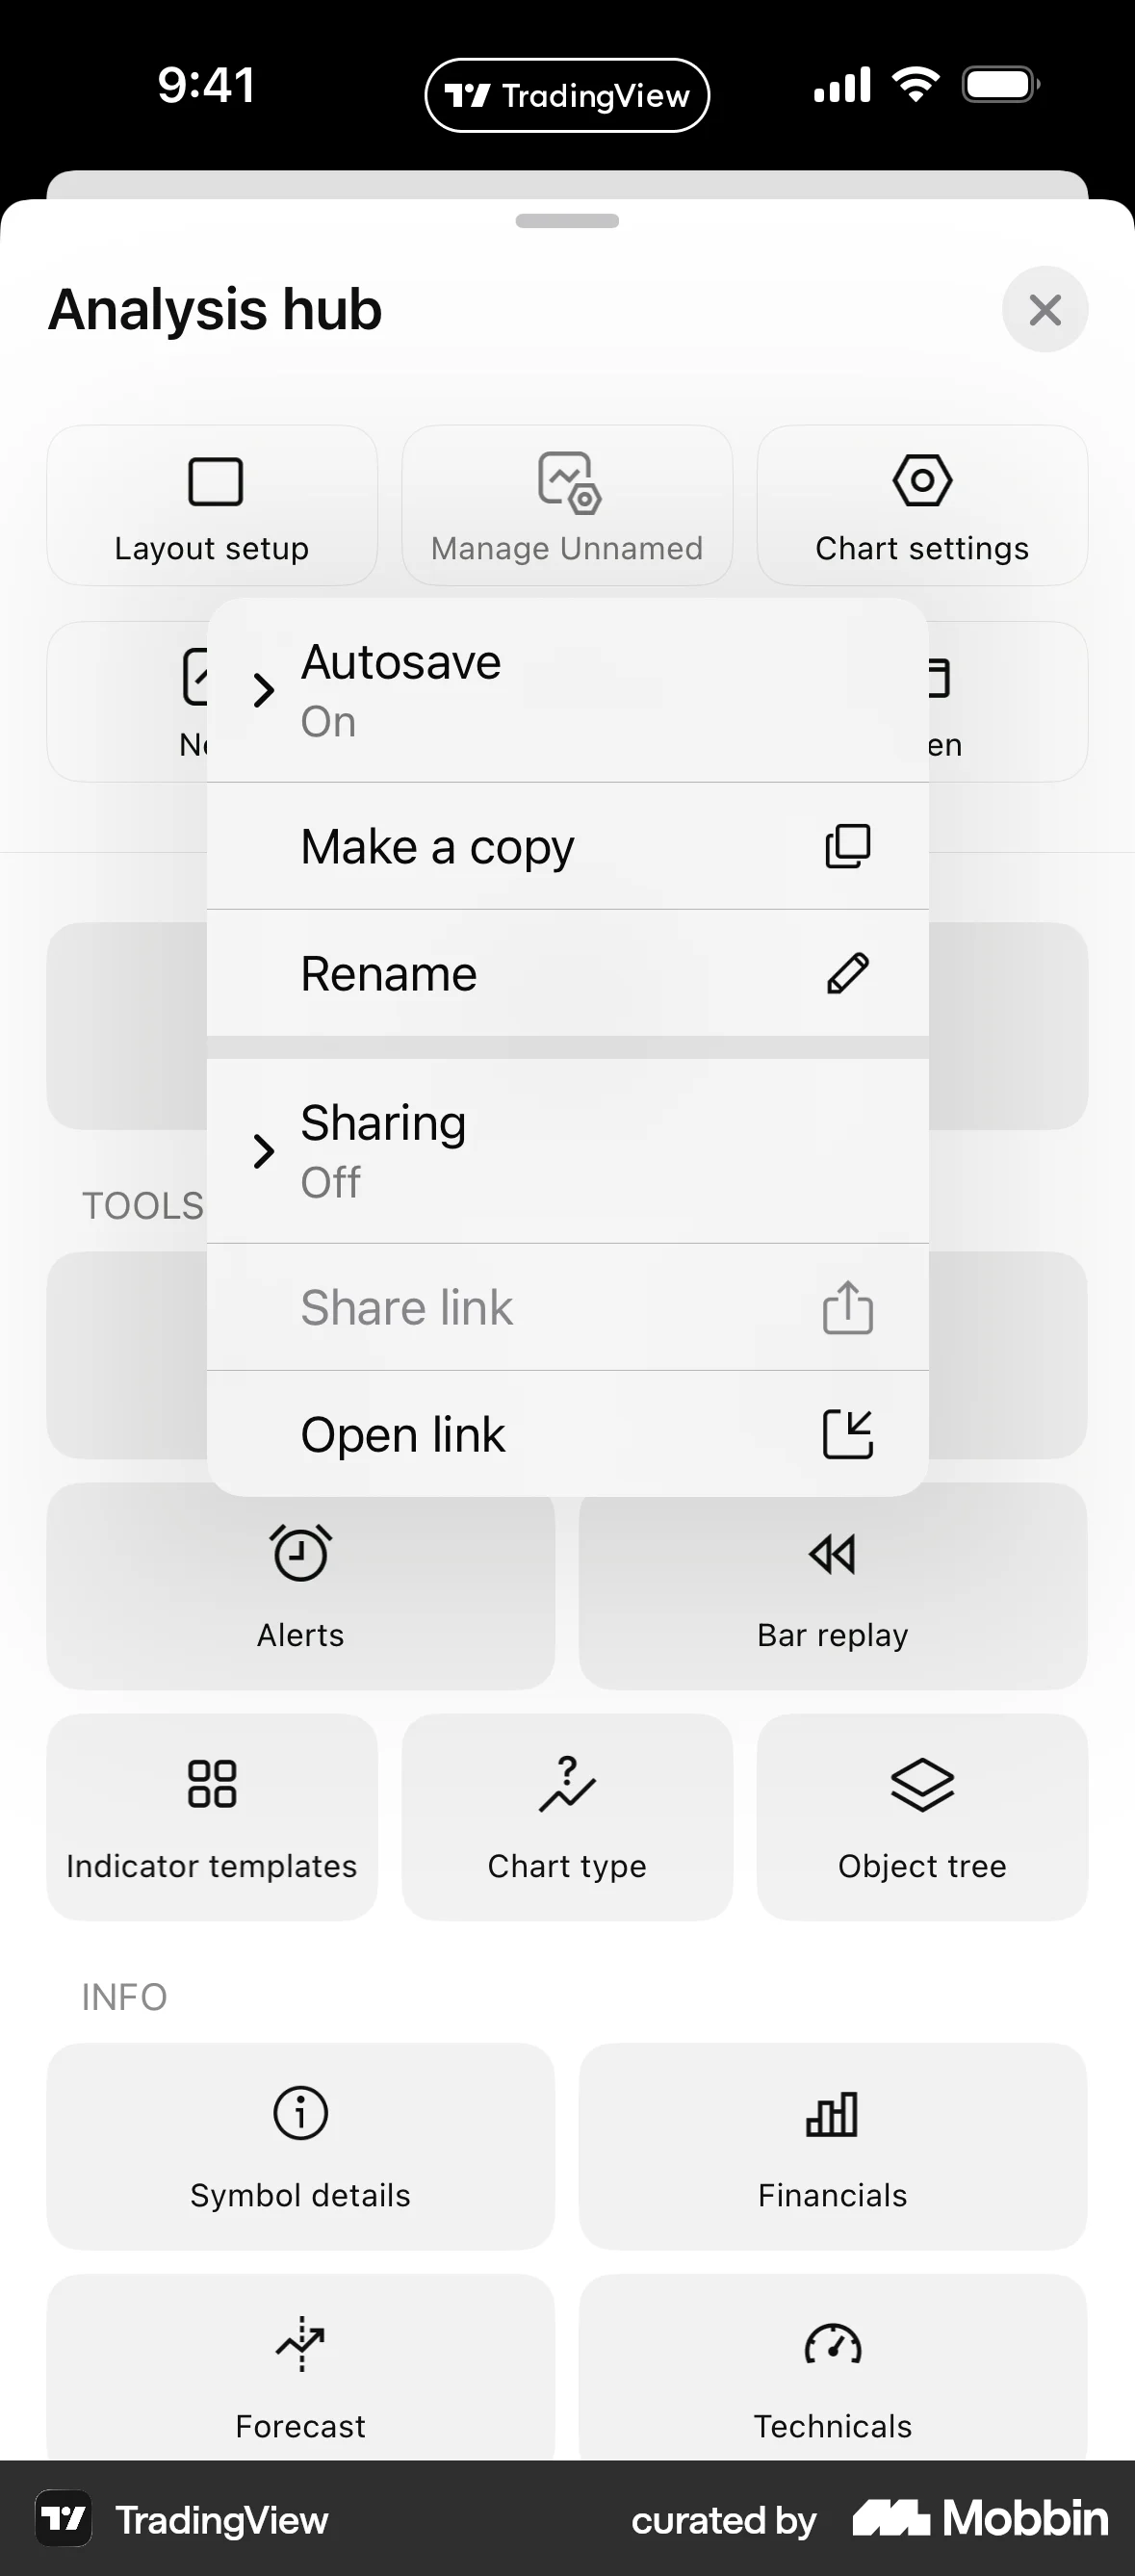 9:41
TradingView
Analysis hub
Layout setup
Manage Unnamed
Chart settings
Autosave
On
Make a copy
Rename
Sharing
Off
TOOLS
Share link
Open link
Alerts
Bar replay
Indicator templates
Chart type
Object tree
INFO
Symbol details
Financials
Forecast
Technicals
TradingView
curated by Mobbin